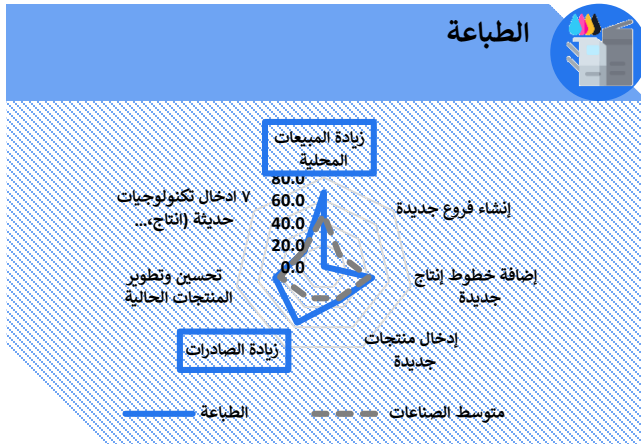 الطباعة
زيادة المبيعات
المحلية
80.0
60.0
40.0
20.0
0.0
إنشاء فروع جديدة
إضافة خطوط إنتاج
جديدة
إدخال منتجات
جديدة
زيادة الصادرات
تحسين وتطوير
المنتجات الحالية
٧ ادخال تكنولوجيات
حديثة (انتاج،...
متوسط الصناعات
الطباعة